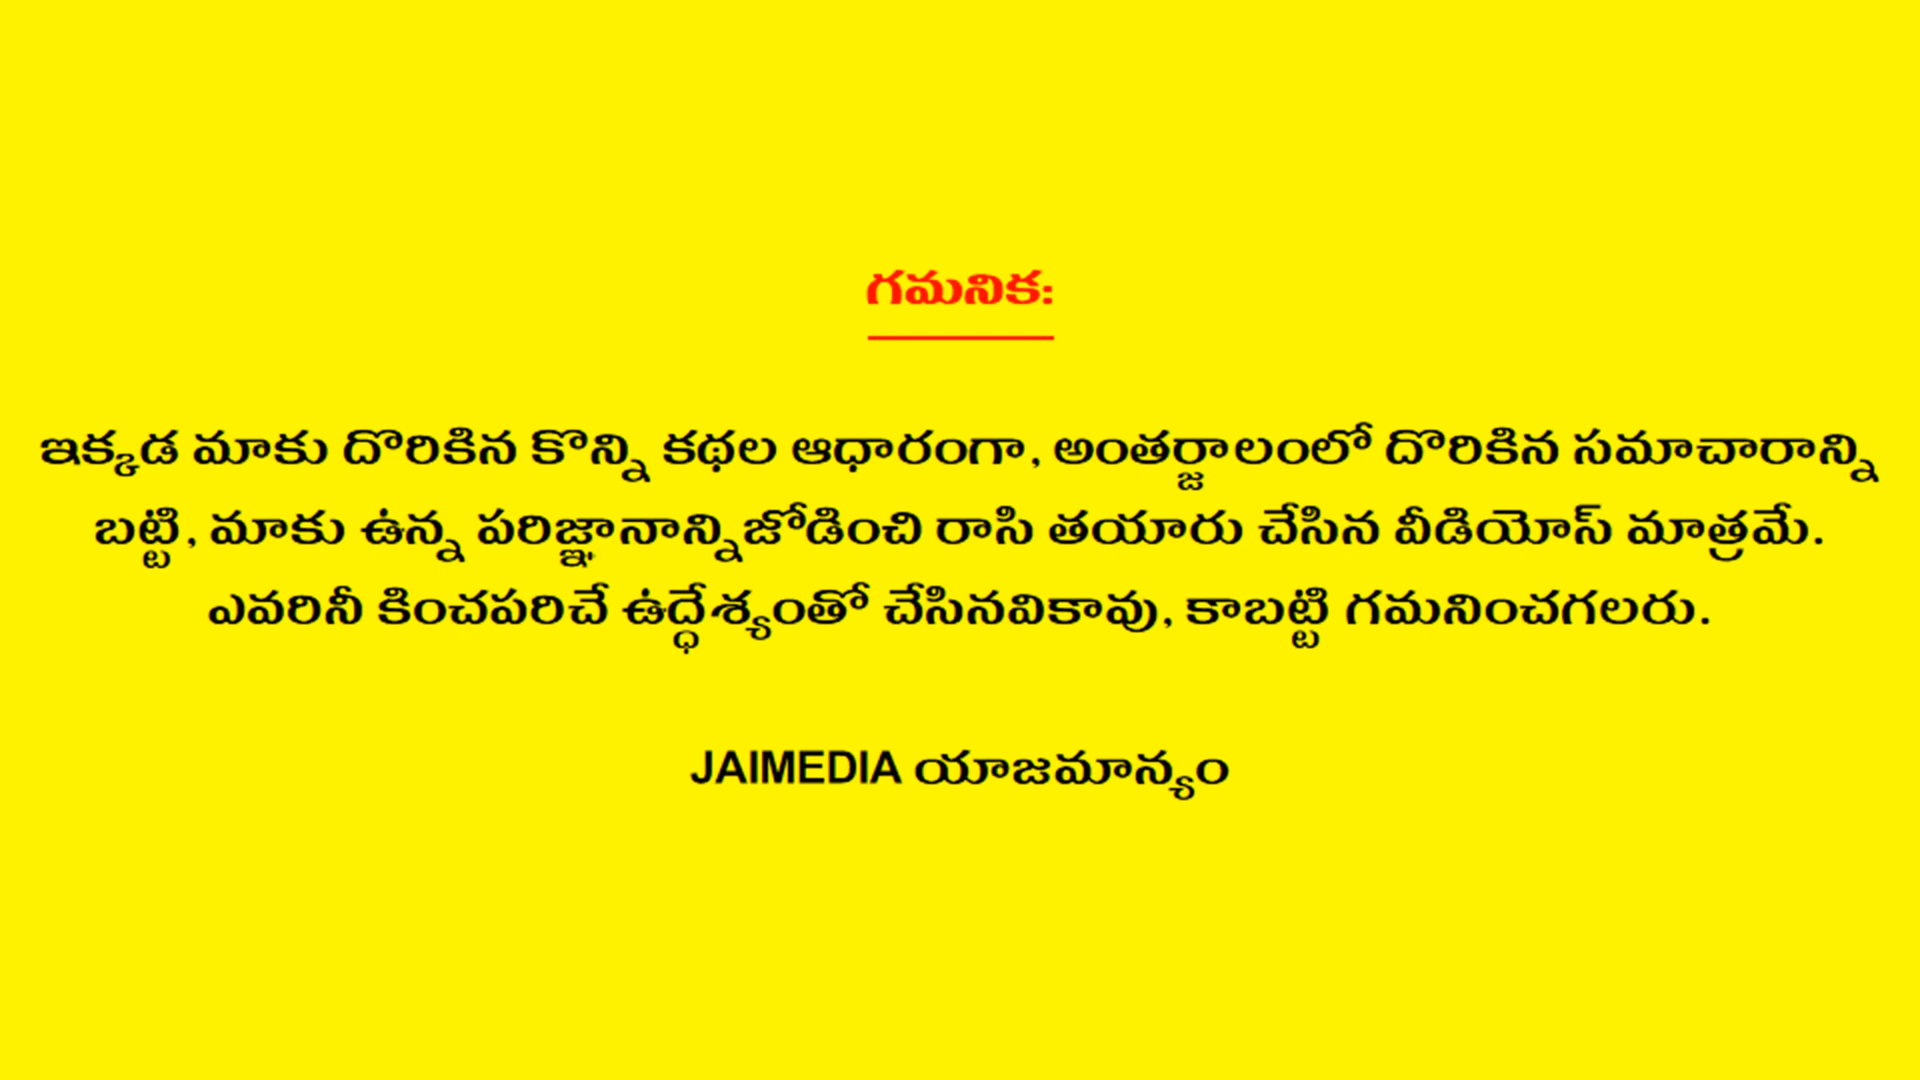 గమనిక:
ఇక్కడ మాకు దొరికిన కొన్ని కథల ఆధారంగా, అంతర్జాలంలో దొరికిన సమాచారాన్ని
బట్టి, మాకు ఉన్న పరిజ్ఞానాన్నిజోడించి రాసి తయారు చేసిన వీడియోస్ మాత్రమే.
ఎవరినీ కించపరిచే ఉద్ధేశ్యంతో చేసినవికావు, కాబట్టి గమనించగలరు.
JAIMEDIA యాజమాన్యం